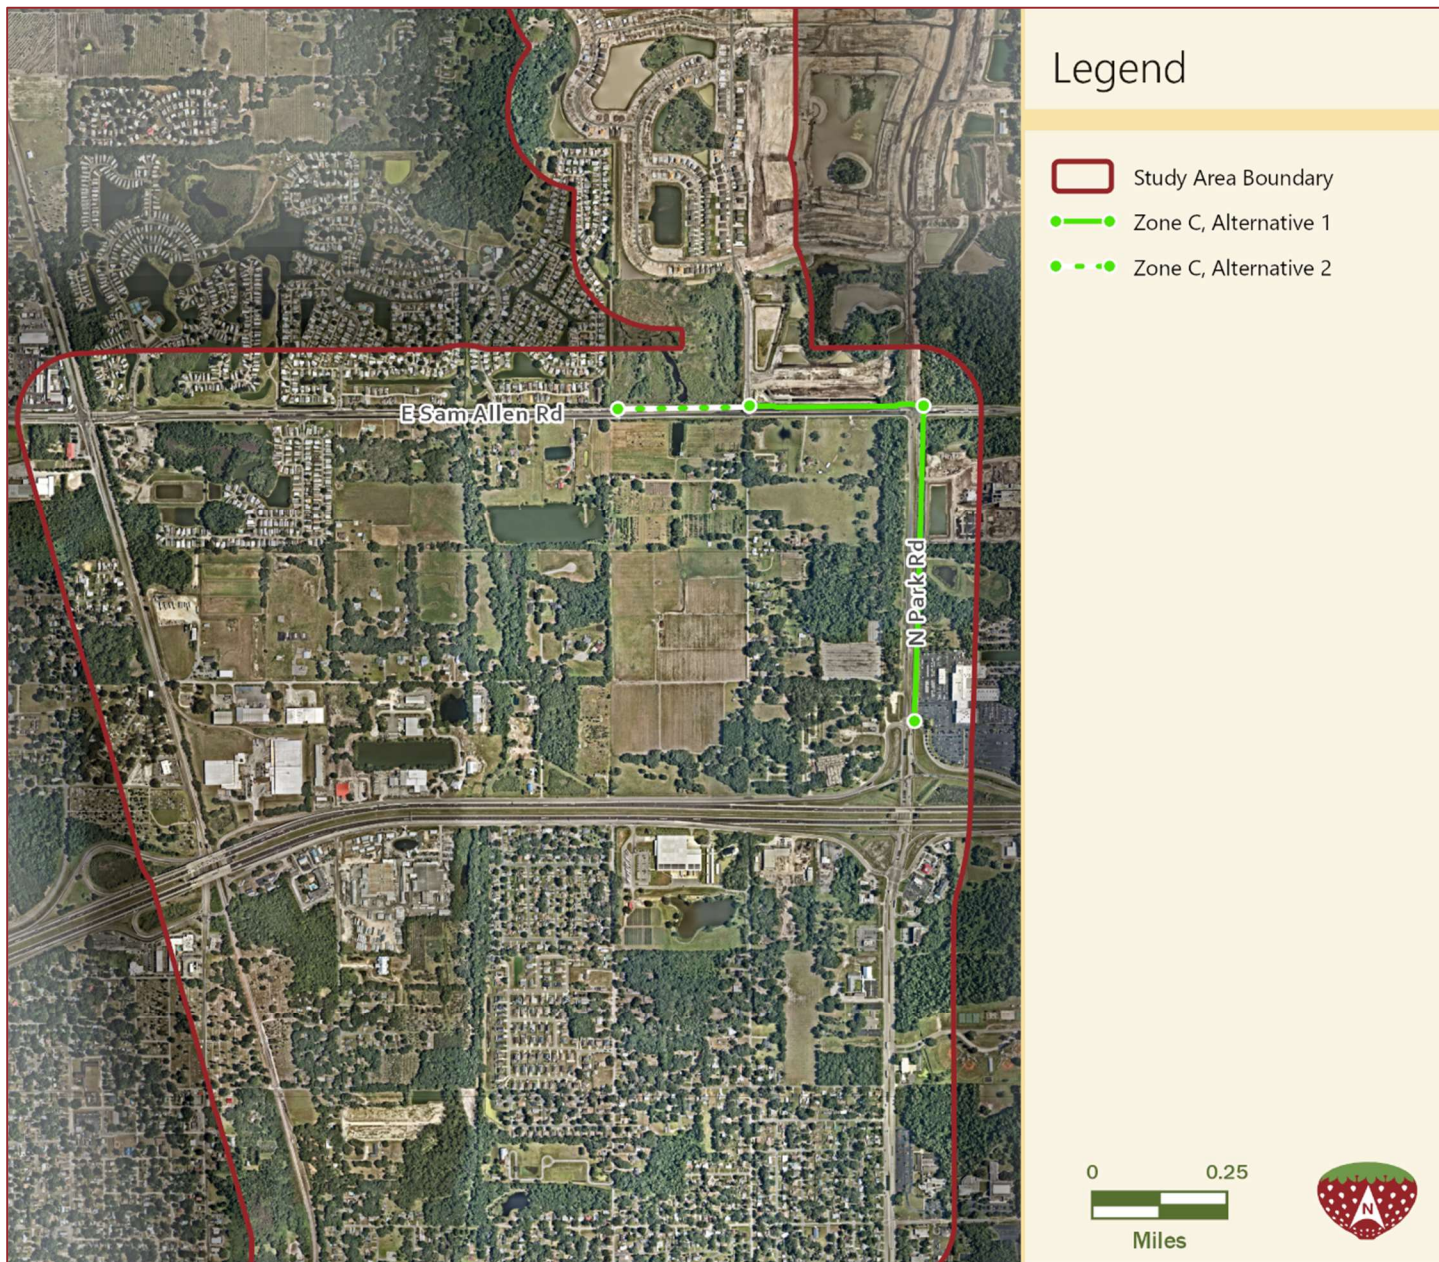 Legend
Study Area Boundary
Zone C, Alternative 1
Zone C, Alternative 2
E Sam Allen Rd
N Park Rd
0 0.25
Miles
N